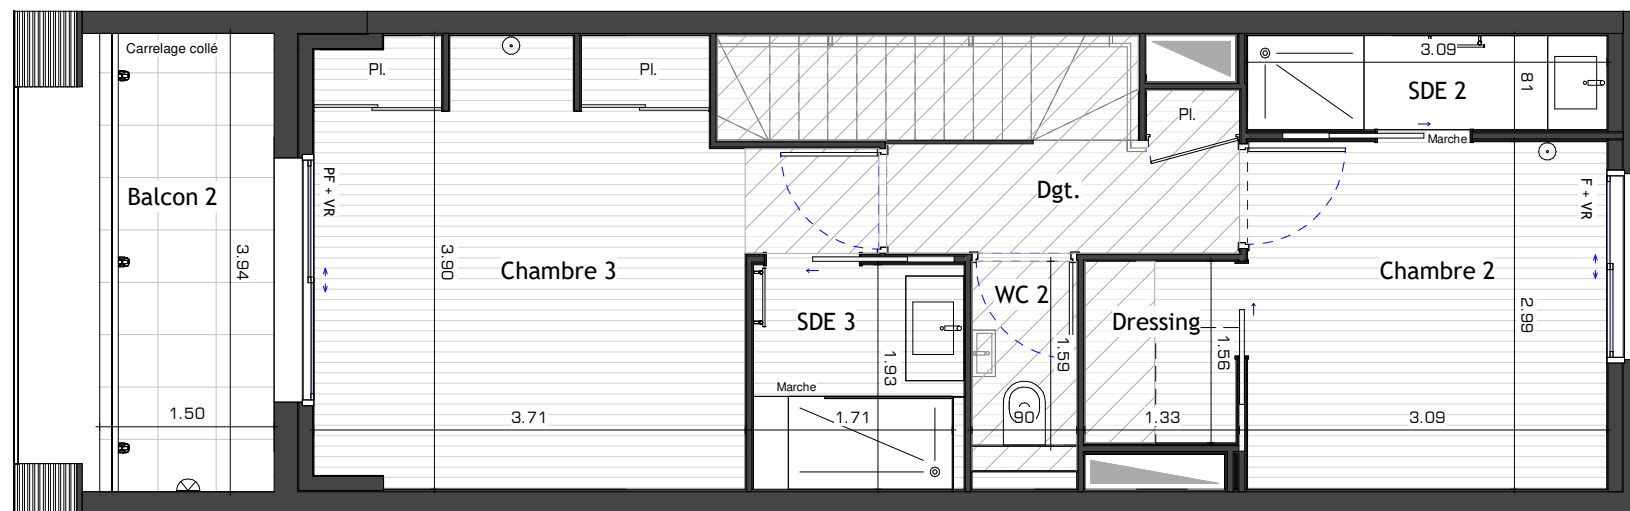 Carrelage collé
Balcon 2
3.94
1.50
PF + VR
Pl.
Pl.
3.90
Chambre 3
3.71
SDE 3
1.93
Marche
1.71
WC 2
1.59
90
Dgt.
Pl.
Dressing
1.56
1.33
3.09
SDE 2
81
Marche
F + VR
Chambre 2
2.99
3.09